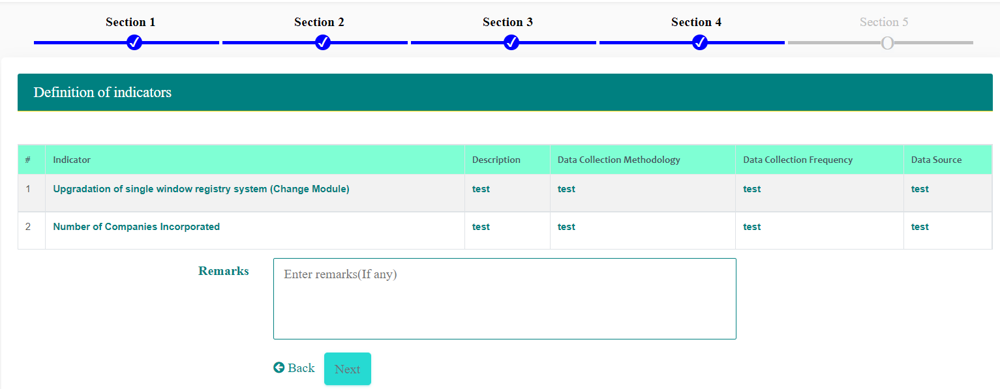 Section 1 Section 2 Section 3 Section 4 Section 5
Definition of indicators
# Indicator Description Data Collection Methodology Data Collection Frequency Data Source
1 Upgradation of single window registry system (Change Module) test test test test
2 Number of Companies Incorporated test test test test
Remarks Enter remarks(If any)
Back Next